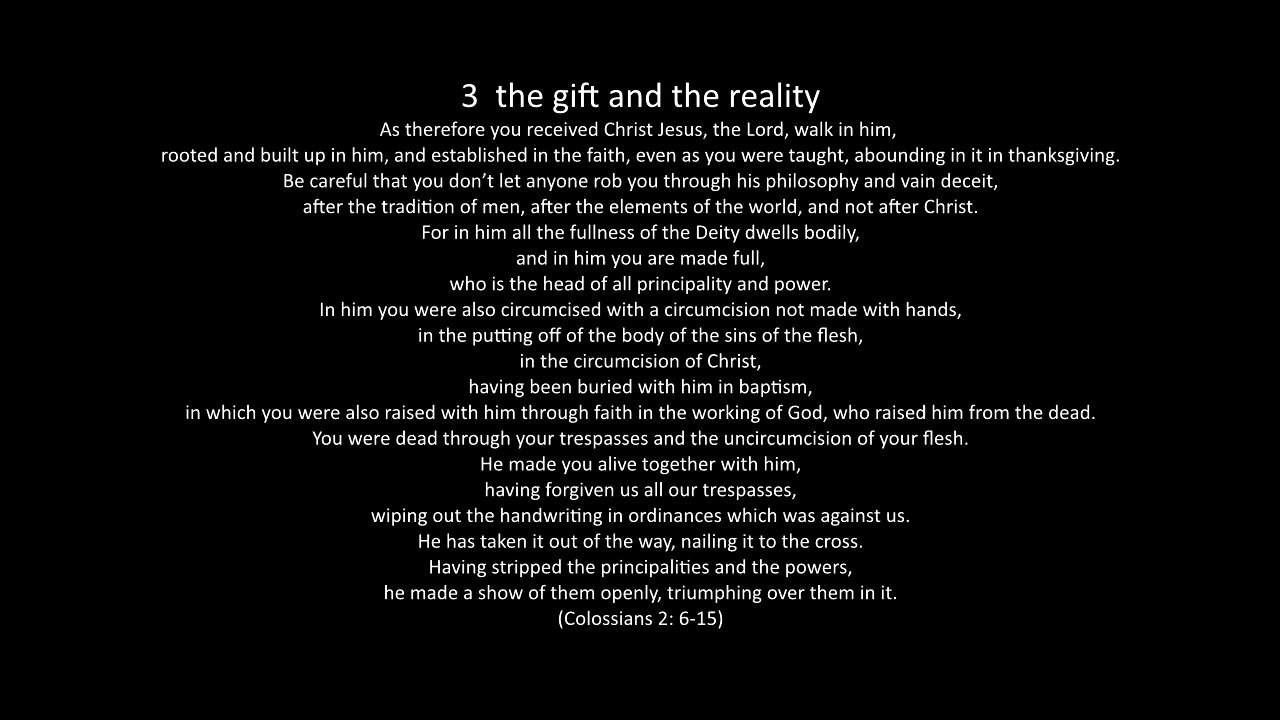 3  the gift and the reality
As therefore you received Christ Jesus, the Lord, walk in him,
rooted and built up in him, and established in the faith, even as you were taught, abounding in it in thanksgiving.
Be careful that you don’t let anyone rob you through his philosophy and vain deceit,
after the tradition of men, after the elements of the world, and not after Christ.
For in him all the fullness of the Deity dwells bodily,
and in him you are made full,
who is the head of all principality and power.
In him you were also circumcised with a circumcision not made with hands,
in the putting off of the body of the sins of the flesh,
in the circumcision of Christ,
having been buried with him in baptism,
in which you were also raised with him through faith in the working of God, who raised him from the dead.
You were dead through your trespasses and the uncircumcision of your flesh.
He made you alive together with him,
having forgiven us all our trespasses,
wiping out the handwriting in ordinances which was against us.
He has taken it out of the way, nailing it to the cross.
Having stripped the principalities and the powers,
he made a show of them openly, triumphing over them in it.
(Colossians 2: 6-15)